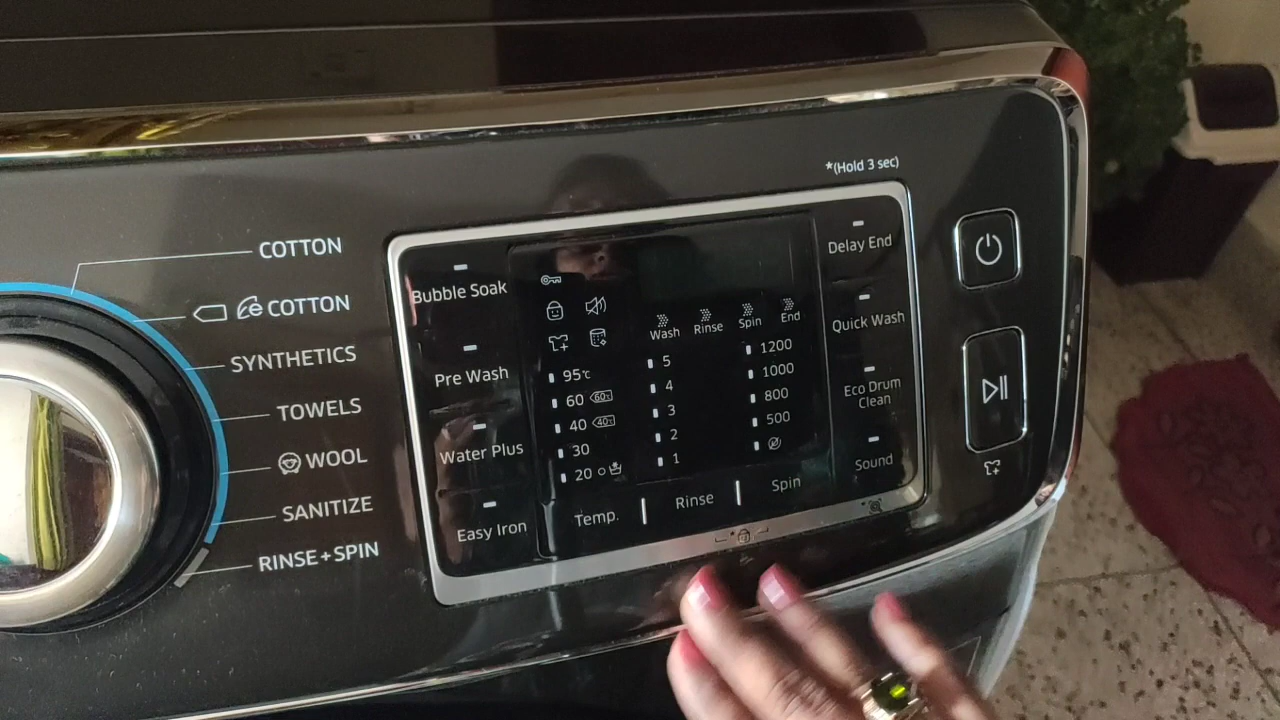 *(Hold 3 sec)
COTTON
COTTON
SYNTHETICS
TOWELS
WOOL
SANITIZE
RINSE+SPIN
Bubble Soak
Pre Wash
Water Plus
Easy Iron
95℃
60 60℃
40 40℃
30
20
Temp.
Wash Rinse Spin End
5
4
3
2
1
Rinse
1200
1000
800
500
Spin
Delay End
Quick Wash
Eco Drum
Clean
Sound